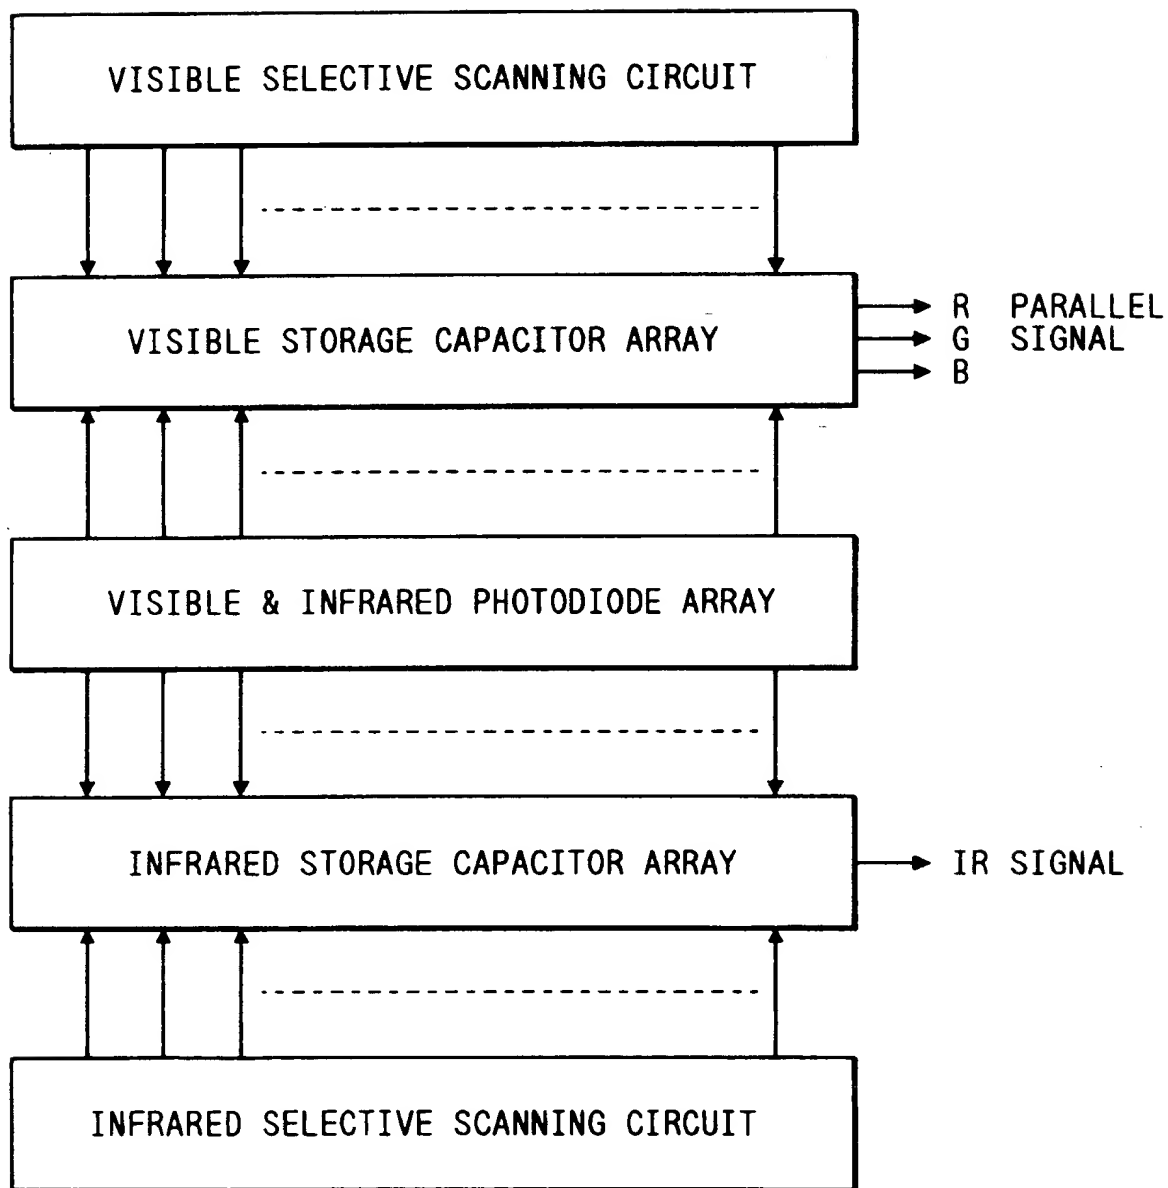 VISIBLE SELECTIVE SCANNING CIRCUIT
VISIBLE STORAGE CAPACITOR ARRAY
R PARALLEL
G SIGNAL
B
VISIBLE & INFRARED PHOTODIODE ARRAY
INFRARED STORAGE CAPACITOR ARRAY
IR SIGNAL
INFRARED SELECTIVE SCANNING CIRCUIT